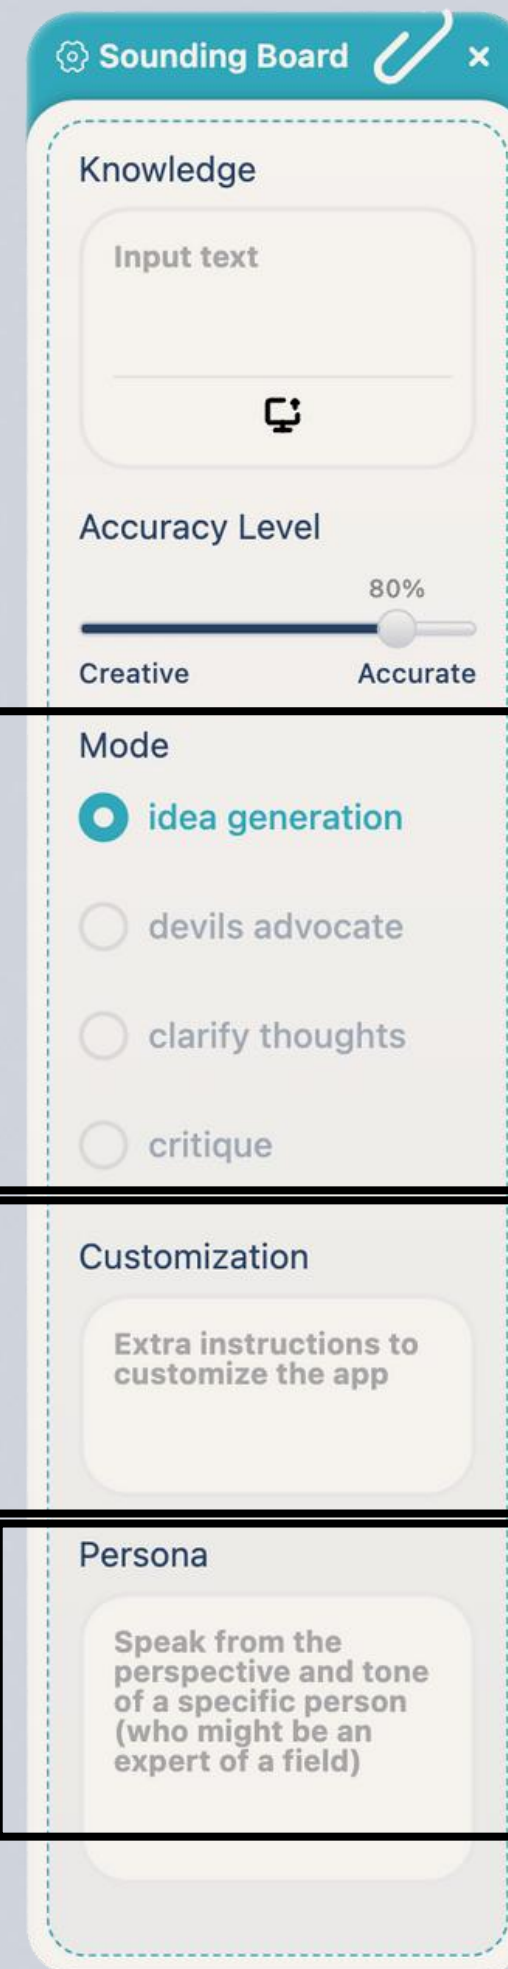 Sounding Board
Knowledge
Input text
Accuracy Level
80%
Creative Accurate
Mode
idea generation
devils advocate
clarify thoughts
critique
Customization
Extra instructions to
customize the app
Persona
Speak from the
perspective and tone
of a specific person
(who might be an
expert of a field)